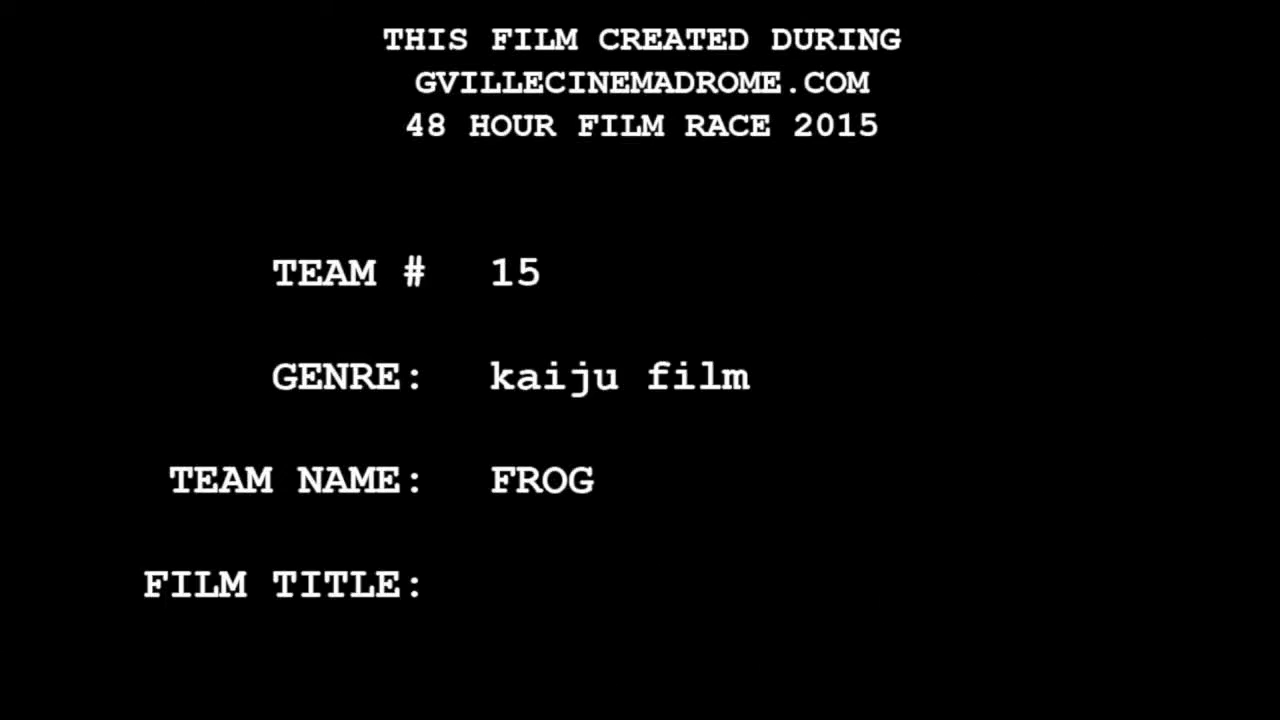 THIS FILM CREATED DURING
GVILLECINEMADROME.COM
48 HOUR FILM RACE 2015
TEAM # 15
GENRE: kaiju film
TEAM NAME: FROG
FILM TITLE: